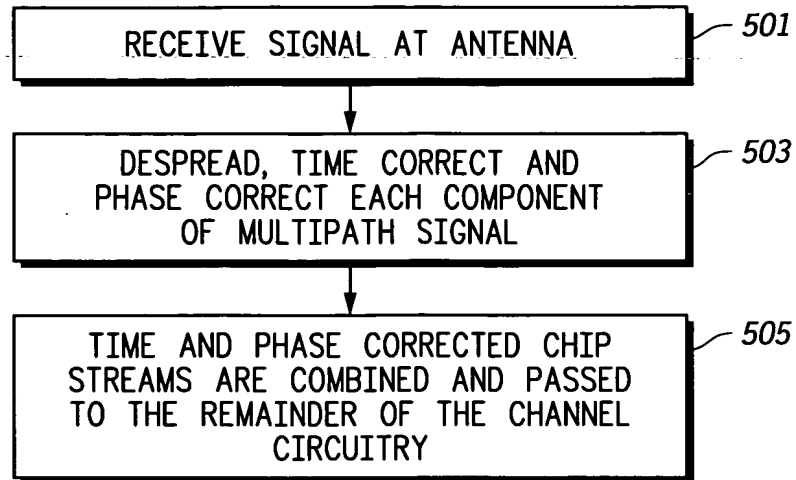 RECEIVE SIGNAL AT ANTENNA
501
DESPREAD, TIME CORRECT AND
PHASE CORRECT EACH COMPONENT
OF MULTIPATH SIGNAL
503
TIME AND PHASE CORRECTED CHIP
STREAMS ARE COMBINED AND PASSED
TO THE REMAINDER OF THE CHANNEL
CIRCUITRY
505